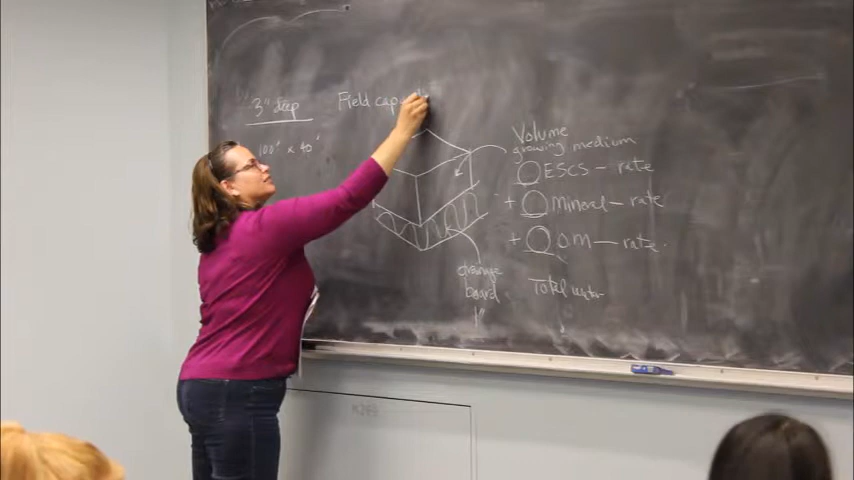 3" deep
Field cap
100' x 40'
Volume
growing medium
ESCS — rate
+ Mineral — rate
+ OM — rate.
drainage
board
Total water